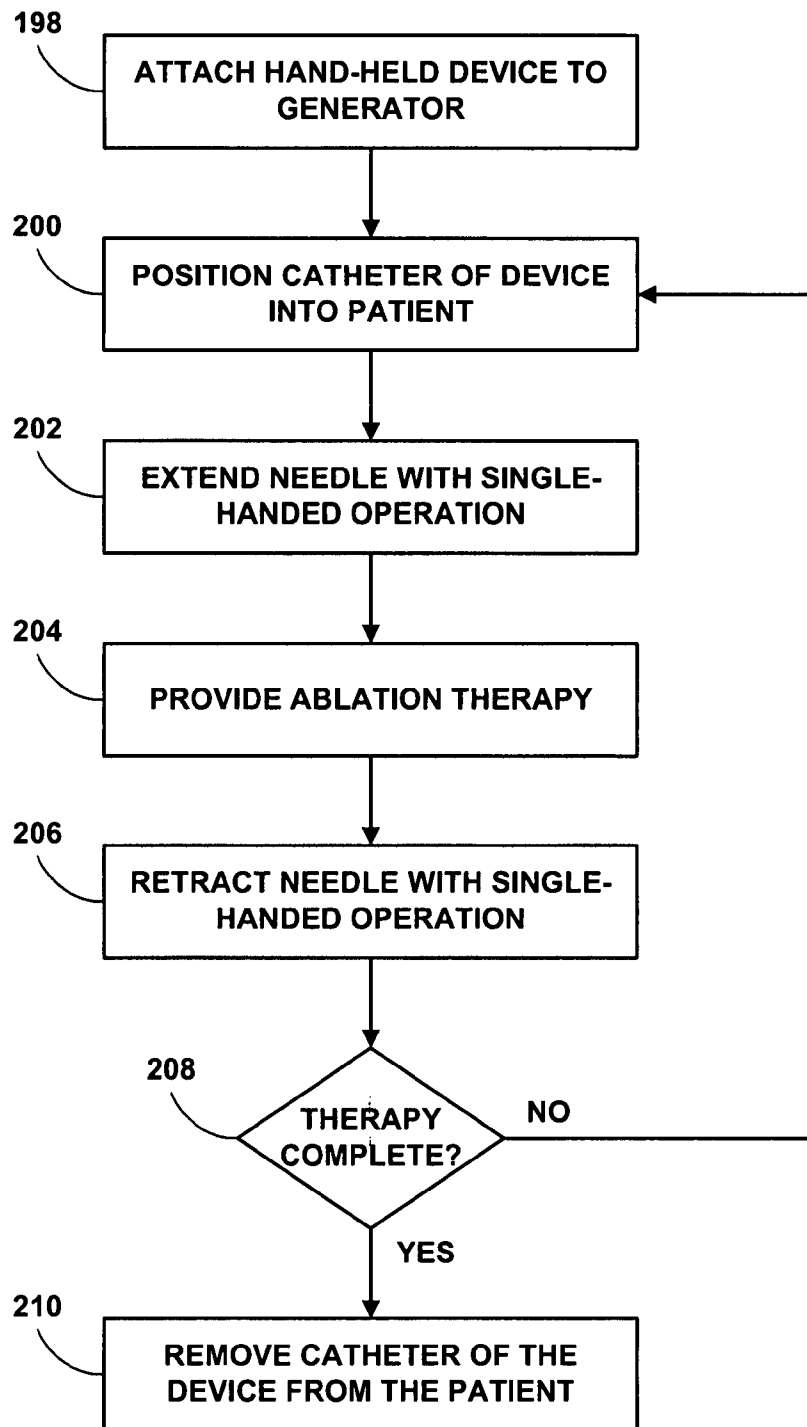 198
ATTACH HAND-HELD DEVICE TO
GENERATOR
200
POSITION CATHETER OF DEVICE
INTO PATIENT
202
EXTEND NEEDLE WITH SINGLE-
HANDED OPERATION
204
PROVIDE ABLATION THERAPY
206
RETRACT NEEDLE WITH SINGLE-
HANDED OPERATION
208
THERAPY
COMPLETE?
NO
YES
210
REMOVE CATHETER OF THE
DEVICE FROM THE PATIENT